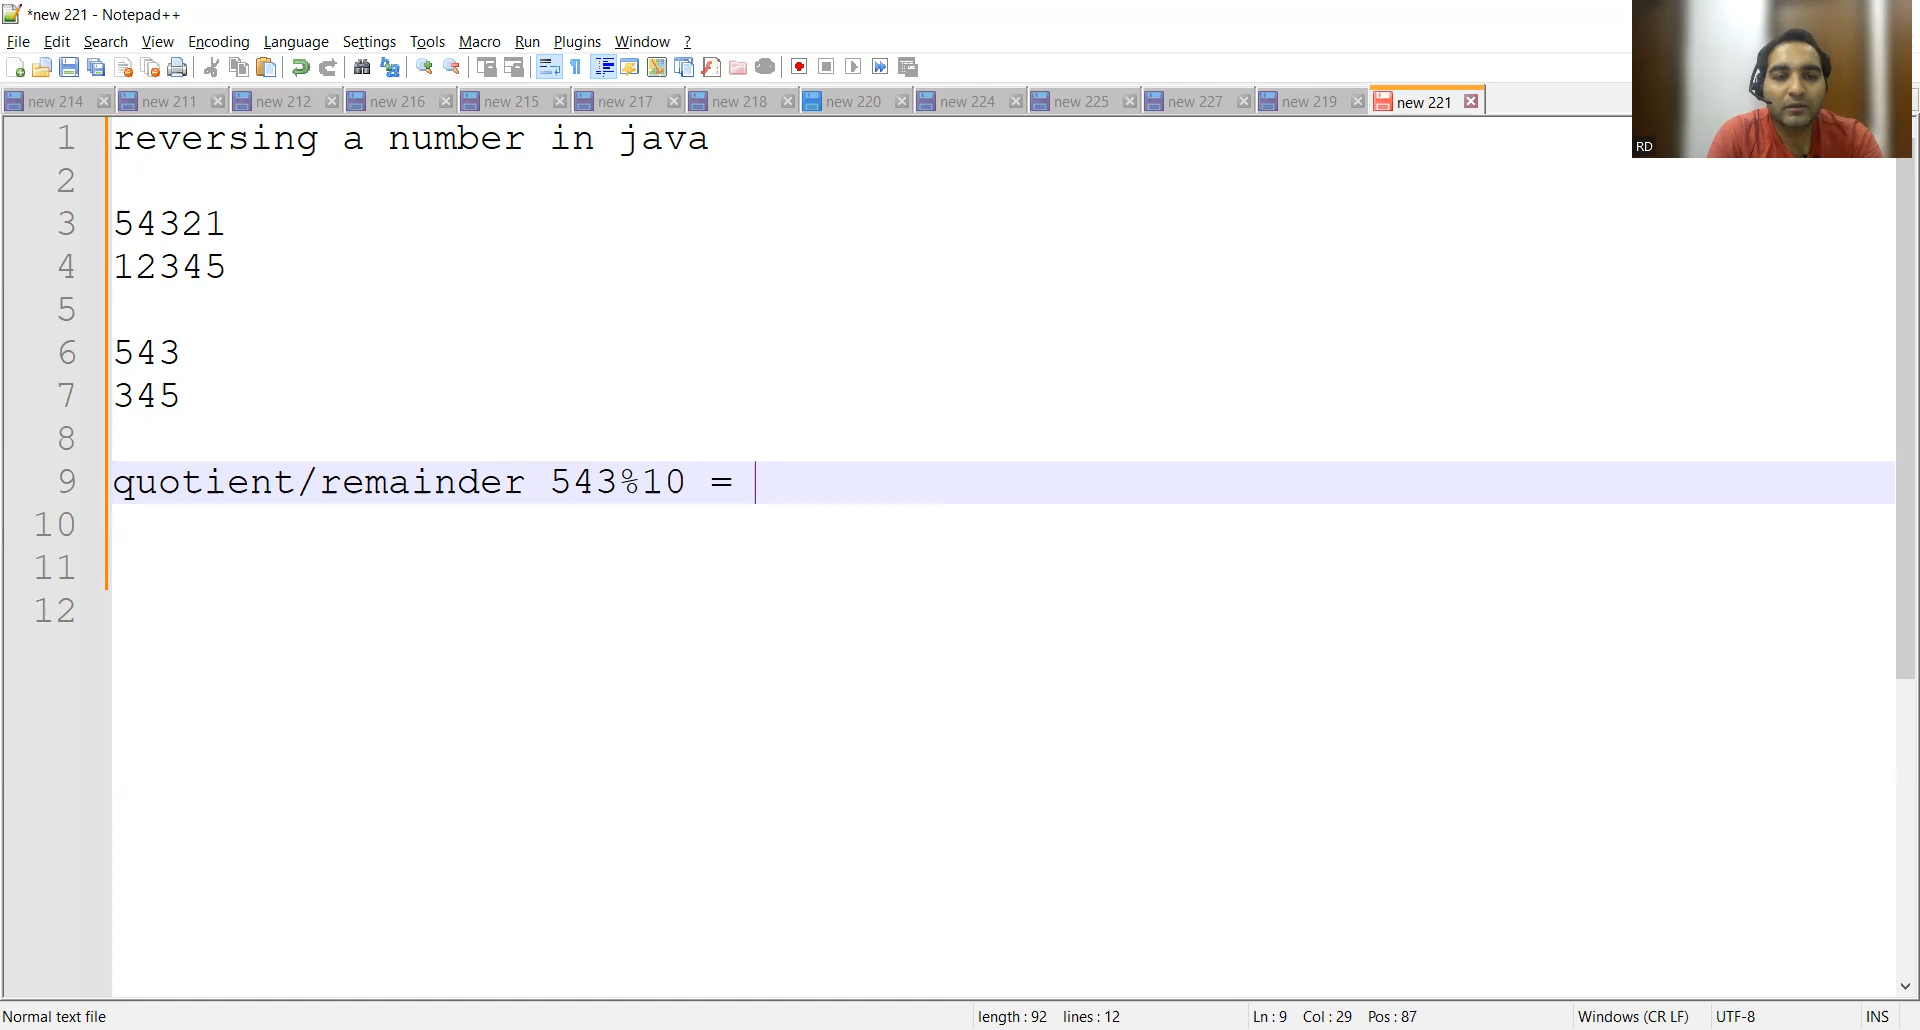 *new 221 - Notepad++
File Edit Search View Encoding Language Settings Tools Macro Run Plugins Window ?
new 214 new 211 new 212 new 216 new 215 new 217 new 218 new 220 new 224 new 225 new 227 new 219 new 221
RD
1 reversing a number in java
2
3 54321
4 12345
5
6 543
7 345
8
9 quotient/remainder 543%10 =
10
11
12
Normal text file length : 92 lines : 12 Ln : 9 Col : 29 Pos : 87 Windows (CR LF) UTF-8 INS